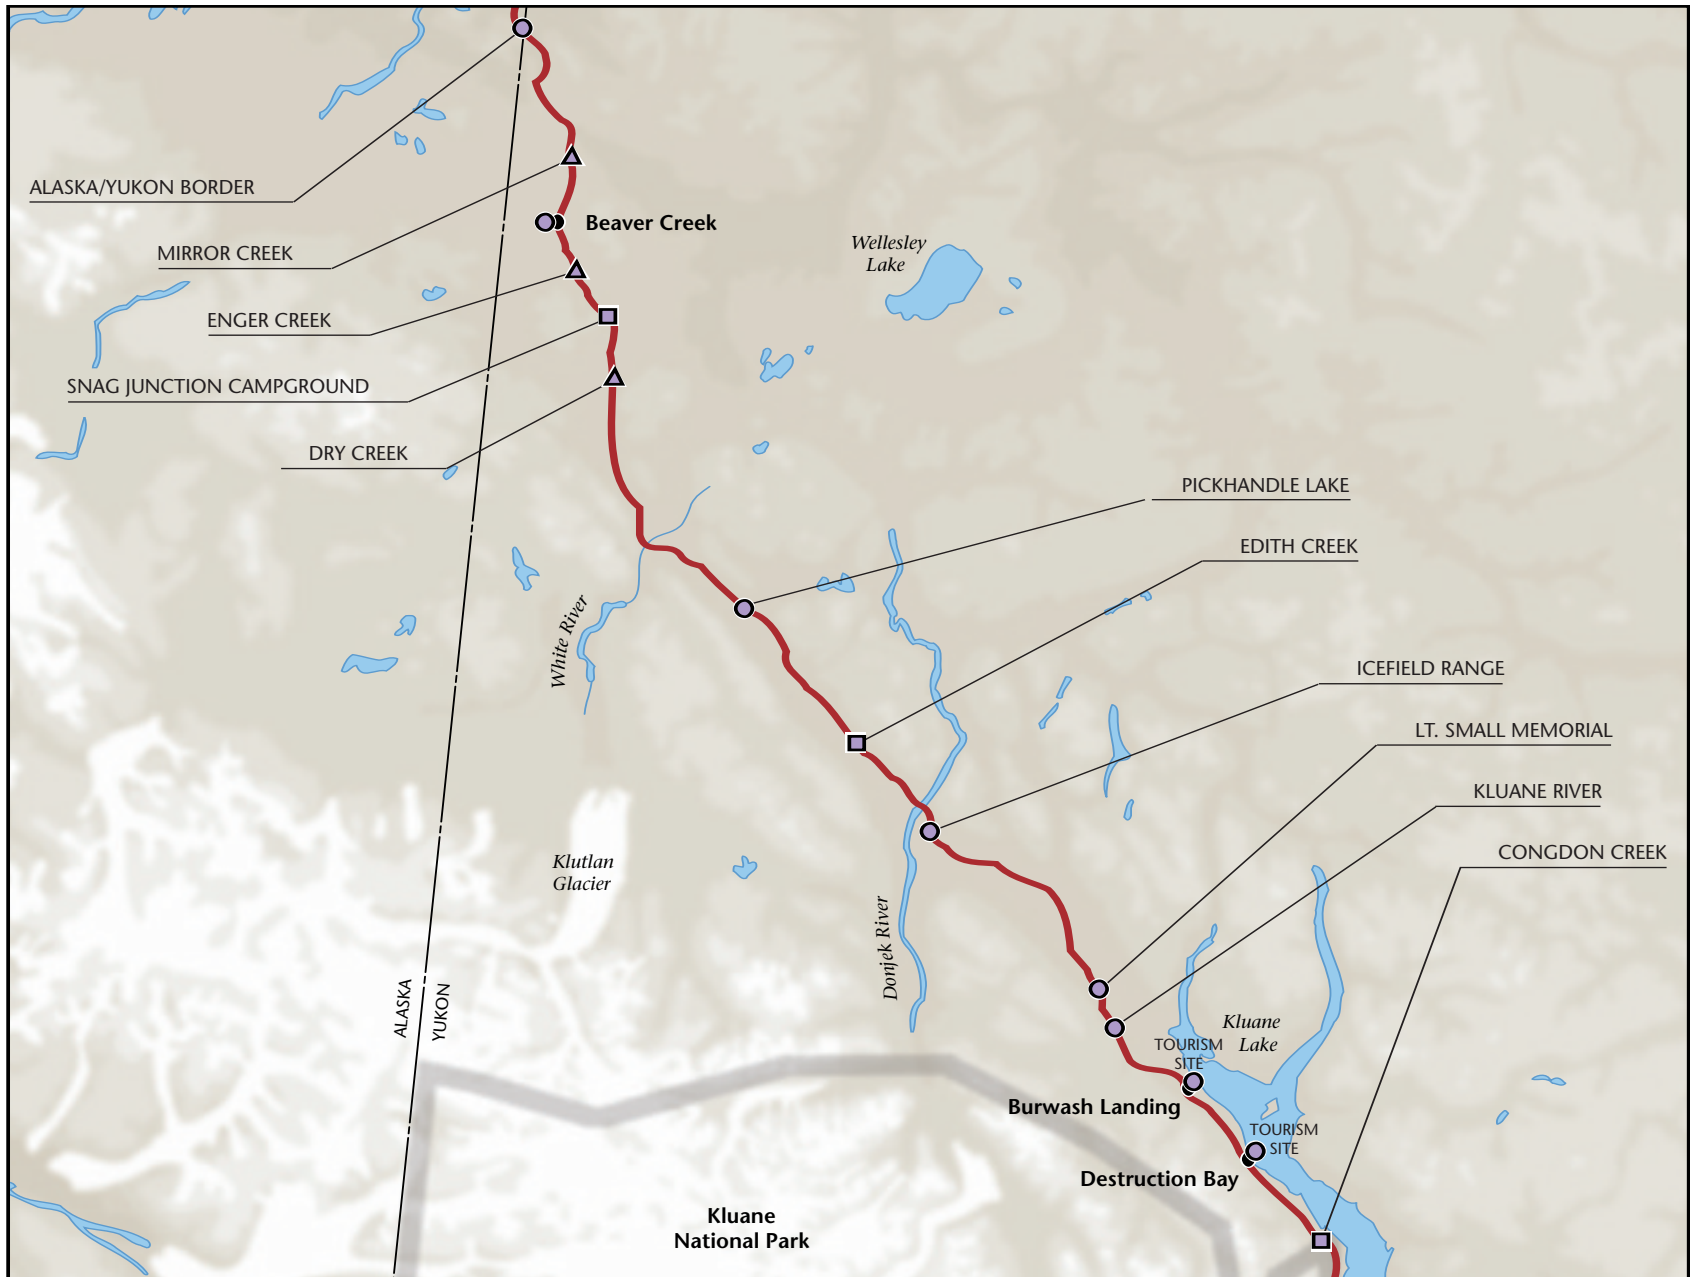 ALASKA/YUKON BORDER
Beaver Creek
MIRROR CREEK
Wellesley
Lake
ENGER CREEK
SNAG JUNCTION CAMPGROUND
DRY CREEK
PICKHANDLE LAKE
EDITH CREEK
White River
ICEFIELD RANGE
LT. SMALL MEMORIAL
KLUANE RIVER
CONGDON CREEK
Klutlan
Glacier
Donjek River
ALASKA
YUKON
Kluane
Lake
TOURISM
SITE
Burwash Landing
TOURISM
SITE
Destruction Bay
Kluane
National Park